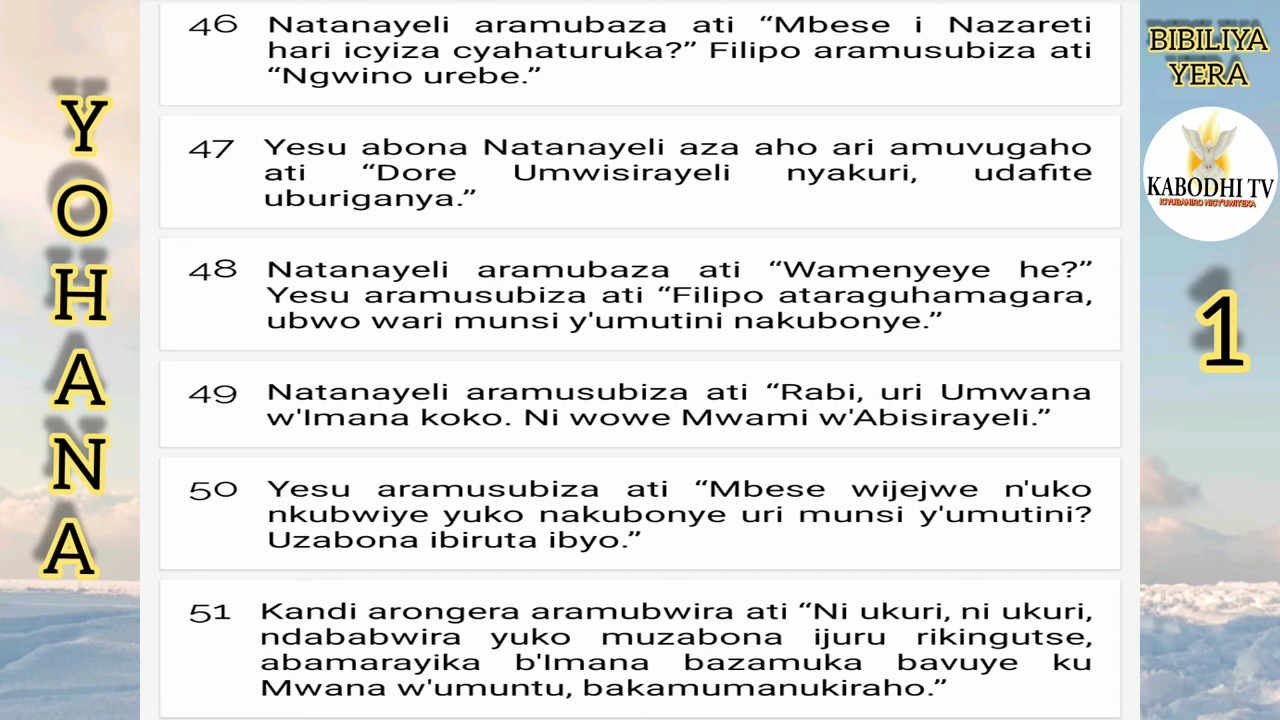 YOHANA
46 Natanayeli aramubaza ati “Mbese i Nazareti
hari icyiza cyahaturuka?” Filipo aramusubiza ati
“Ngwino urebe.”
47 Yesu abona Natanayeli aza aho ari amuvugaho
ati “Dore Umwisirayeli nyakuri, udafite
uburiganya.”
48 Natanayeli aramubaza ati “Wamenyeye he?”
Yesu aramusubiza ati “Filipo ataraguhamagara,
ubwo wari munsi y'umutini nakubonye.”
49 Natanayeli aramusubiza ati “Rabi, uri Umwana
w'Imana koko. Ni wowe Mwami w'Abisirayeli.”
50 Yesu aramusubiza ati “Mbese wijejwe n'uko
nkubwiye yuko nakubonye uri munsi y'umutini?
Uzabona ibiruta ibyo.”
51 Kandi arongera aramubwira ati “Ni ukuri, ni ukuri,
ndababwira yuko muzabona ijuru rikingutse,
abamarayika b'Imana bazamuka bavuye ku
Mwana w'umuntu, bakamumanukiraho.”
BIBILIYA
YERA
KABODHI TV
ICYUBAHIRO NICY'UWITEKA
1